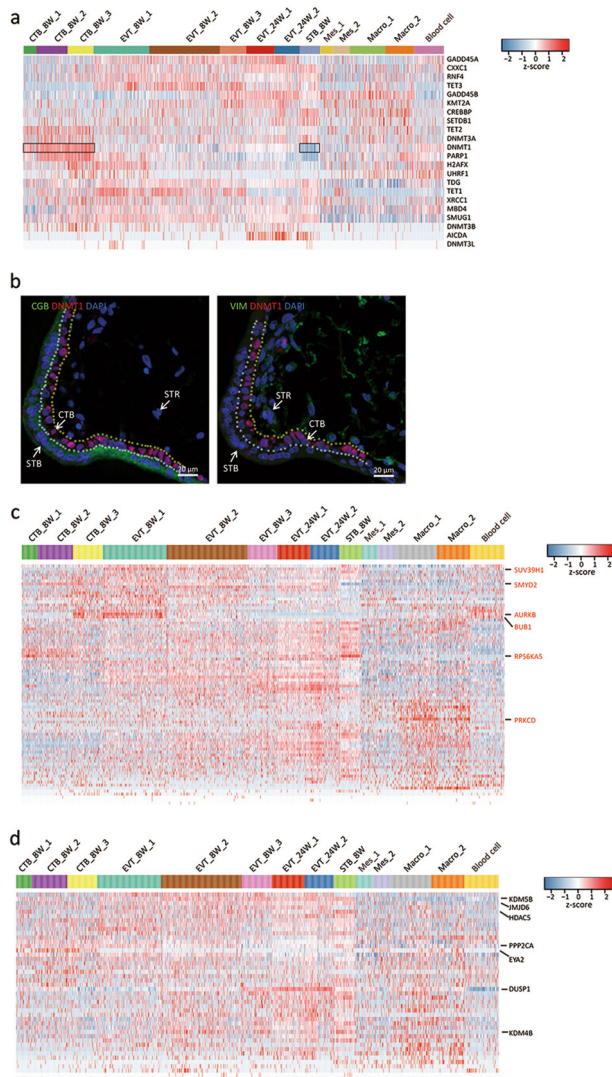 a
CTB_8W_1
CTB_8W_2
CTB_8W_3
EVT_8W_1
EVT_8W_2
EVT_8W_3
EVT_24W_1
EVT_24W_2
STB_8W
Mes_1
Mes_2
Macro_1
Macro_2
Blood cell
−2 −1 0 1 2
z-score
GADD45A
CXXC1
RNF4
TET3
GADD45B
KMT2A
CREBBP
SETDB1
TET2
DNMT3A
DNMT1
PARP1
H2AFX
UHRF1
TDG
TET1
XRCC1
MBD4
SMUG1
DNMT3B
AICDA
DNMT3L
b
CGB DNMT1 DAPI
STR
CTB
STB
20 μm
VIM DNMT1 DAPI
STR
CTB
STB
20 μm
c
CTB_8W_1
CTB_8W_2
CTB_8W_3
EVT_8W_1
EVT_8W_2
EVT_8W_3
EVT_24W_1
EVT_24W_2
STB_8W
Mes_1
Mes_2
Macro_1
Macro_2
Blood cell
−2 −1 0 1 2
z-score
SUV39H1
SMYD2
AURKB
BUB1
RPS6KA5
PRKCD
d
CTB_8W_1
CTB_8W_2
CTB_8W_3
EVT_8W_1
EVT_8W_2
EVT_8W_3
EVT_24W_1
EVT_24W_2
STB_8W
Mes_1
Mes_2
Macro_1
Macro_2
Blood cell
−2 −1 0 1 2
z-score
KDM5B
JMJD6
HDAC5
PPP2CA
EYA2
DUSP1
KDM4B